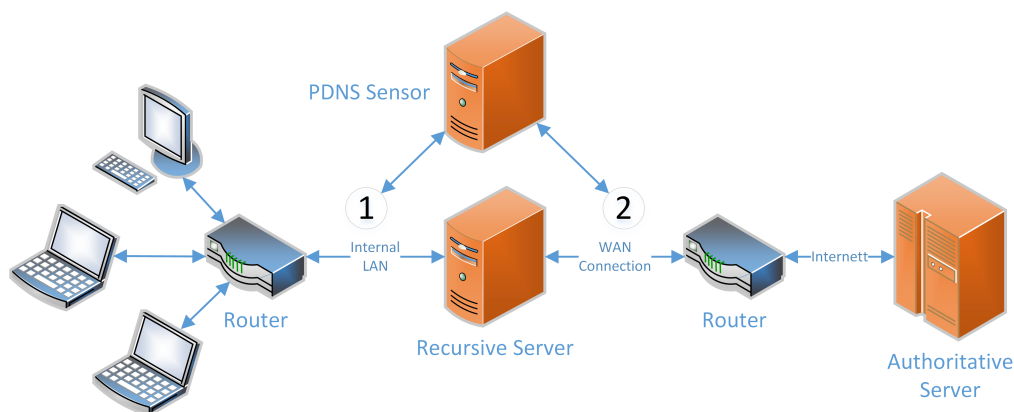 PDNS Sensor
1
2
Internal
LAN
WAN
Connection
Internett
Router
Recursive Server
Router
Authoritative
Server